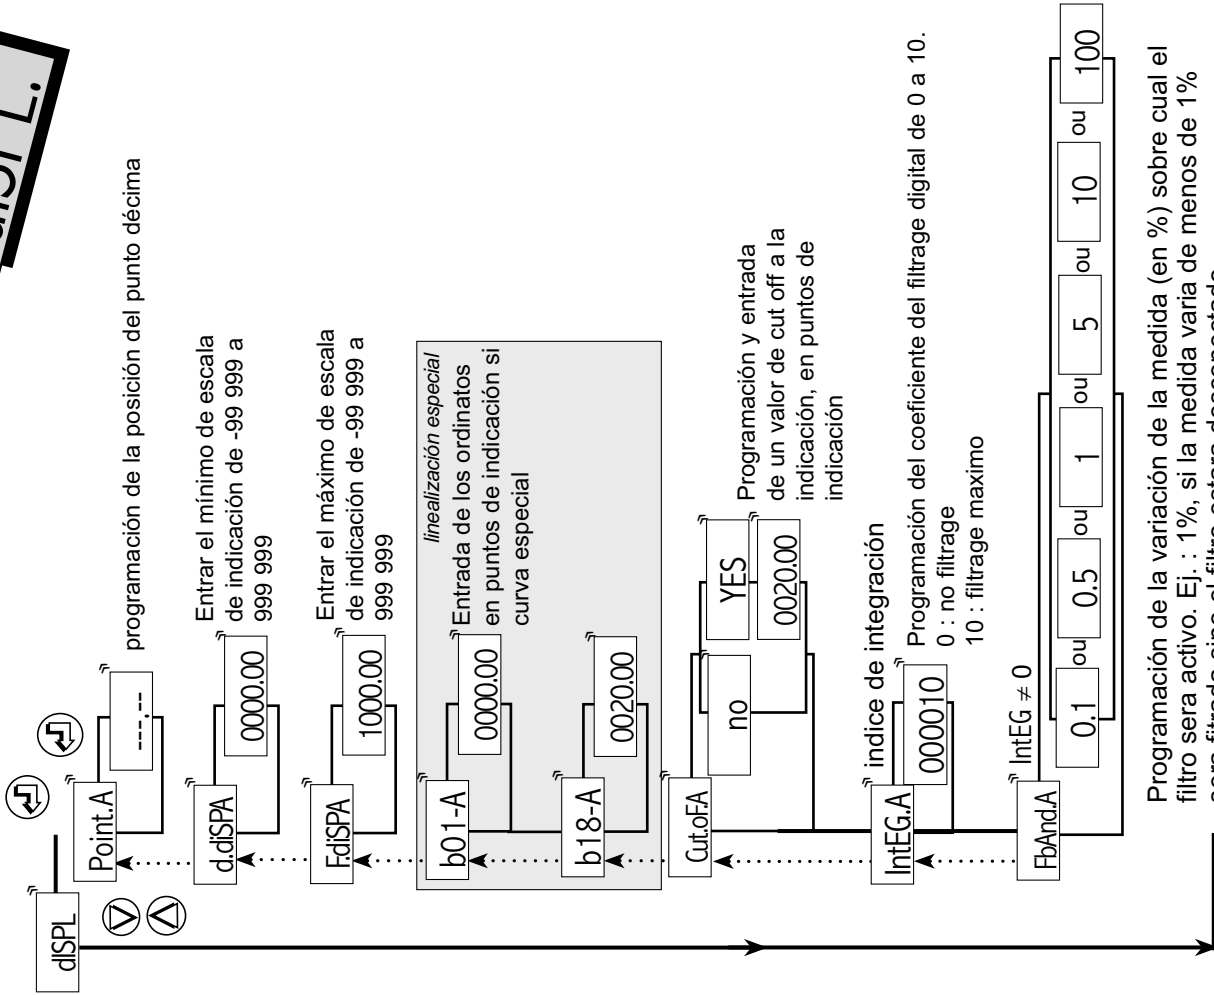 dISPL
Point.A
---.--
programación de la posición del punto décima
d.diSPA
0000.00
Entrar el mínimo de escala
de indicación de -99 999 a
999 999
F.diSPA
1000.00
Entrar el máximo de escala
de indicación de -99 999 a
999 999
linealización especial
b01-A
0000.00
Entrada de los ordinatos
en puntos de indicación si
curva especial
b18-A
0020.00
Cut.oF.A
no
YES
0020.00
Programación y entrada
de un valor de cut off a la
indicación, en puntos de
indicación
IntEG.A
indice de integración
000010
Programación del coeficiente del filtrage digital de 0 a 10.
0 : no filtrage
10 : filtrage maximo
FbAnd.A
IntEG ≠ 0
0.1 ou 0.5 ou 1 ou 5 ou 10 ou 100
Programación de la variación de la medida (en %) sobre cual el
filtro sera activo. Ej. : 1%, si la medida varia de menos de 1%